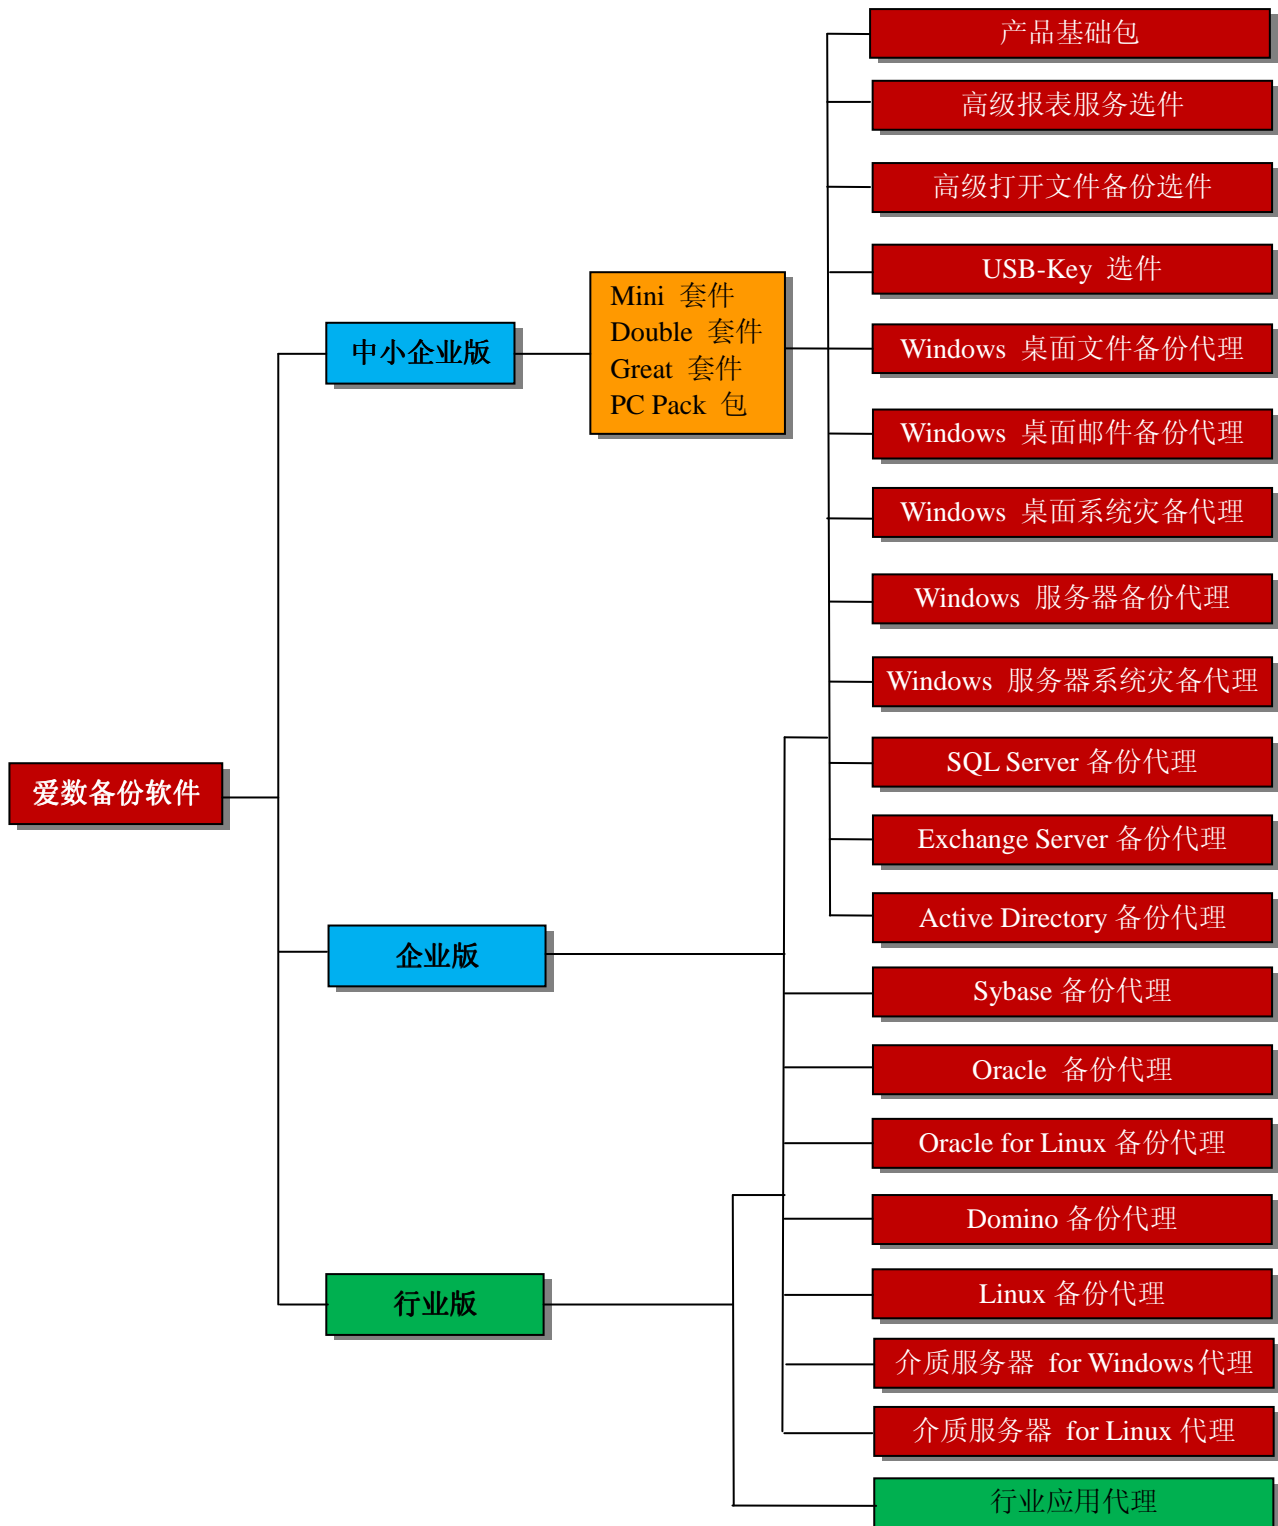 产品基础包
高级报表服务选件
高级打开文件备份选件
USB-Key 选件
Mini 套件
Double 套件
Great 套件
PC Pack 包
中小企业版
Windows 桌面文件备份代理
Windows 桌面邮件备份代理
Windows 桌面系统灾备代理
Windows 服务器备份代理
Windows 服务器系统灾备代理
SQL Server 备份代理
爱数备份软件
Exchange Server 备份代理
Active Directory 备份代理
企业版
Sybase 备份代理
Oracle 备份代理
Oracle for Linux 备份代理
Domino 备份代理
Linux 备份代理
行业版
介质服务器 for Windows 代理
介质服务器 for Linux 代理
行业应用代理